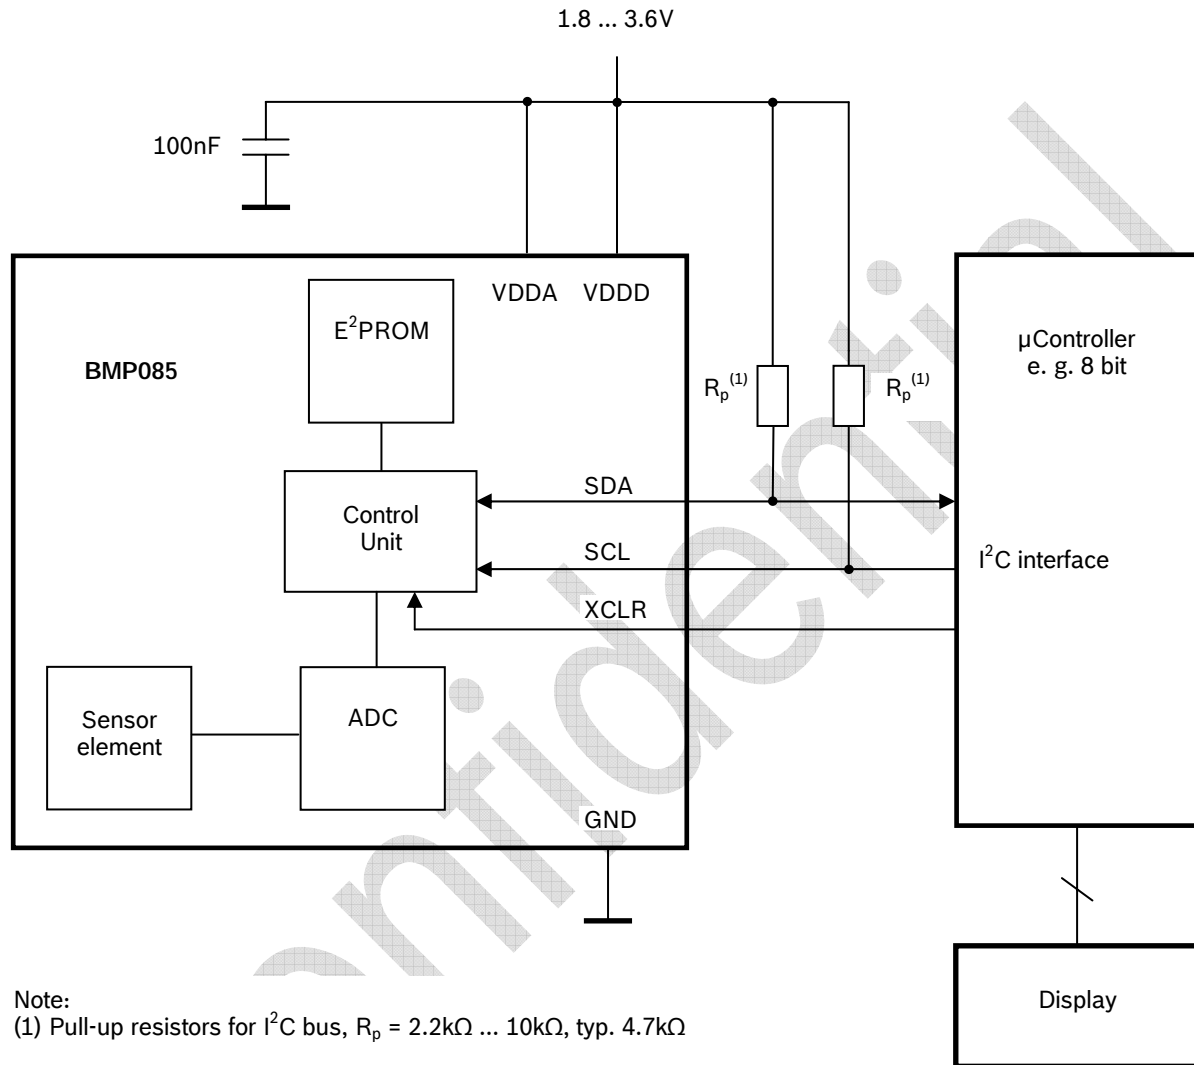 1.8 ... 3.6V
100nF
VDDA VDDD
E²PROM
BMP085
µController
e. g. 8 bit
Rp(1)
Rp(1)
SDA
Control
Unit
SCL
I²C interface
XCLR
Sensor
element
ADC
GND
Display
Note:
(1) Pull-up resistors for I²C bus, Rp = 2.2kΩ ... 10kΩ, typ. 4.7kΩ
onfidential